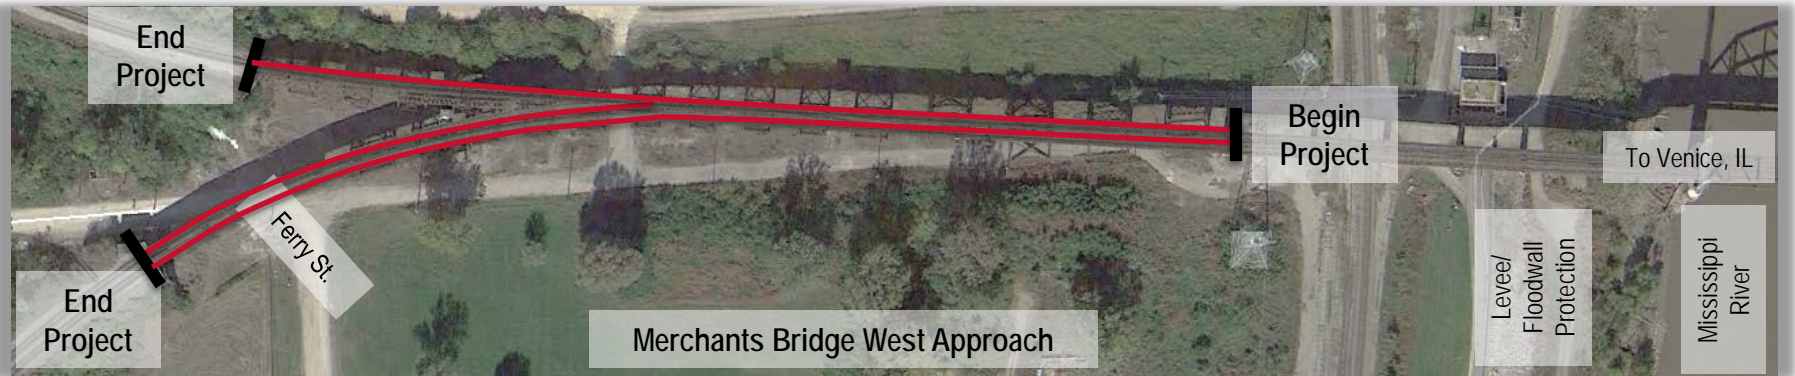 End
Project
Begin
Project
To Venice, IL
Ferry St.
End
Project
Merchants Bridge West Approach
Levee/
Floodwall
Protection
Mississippi
River